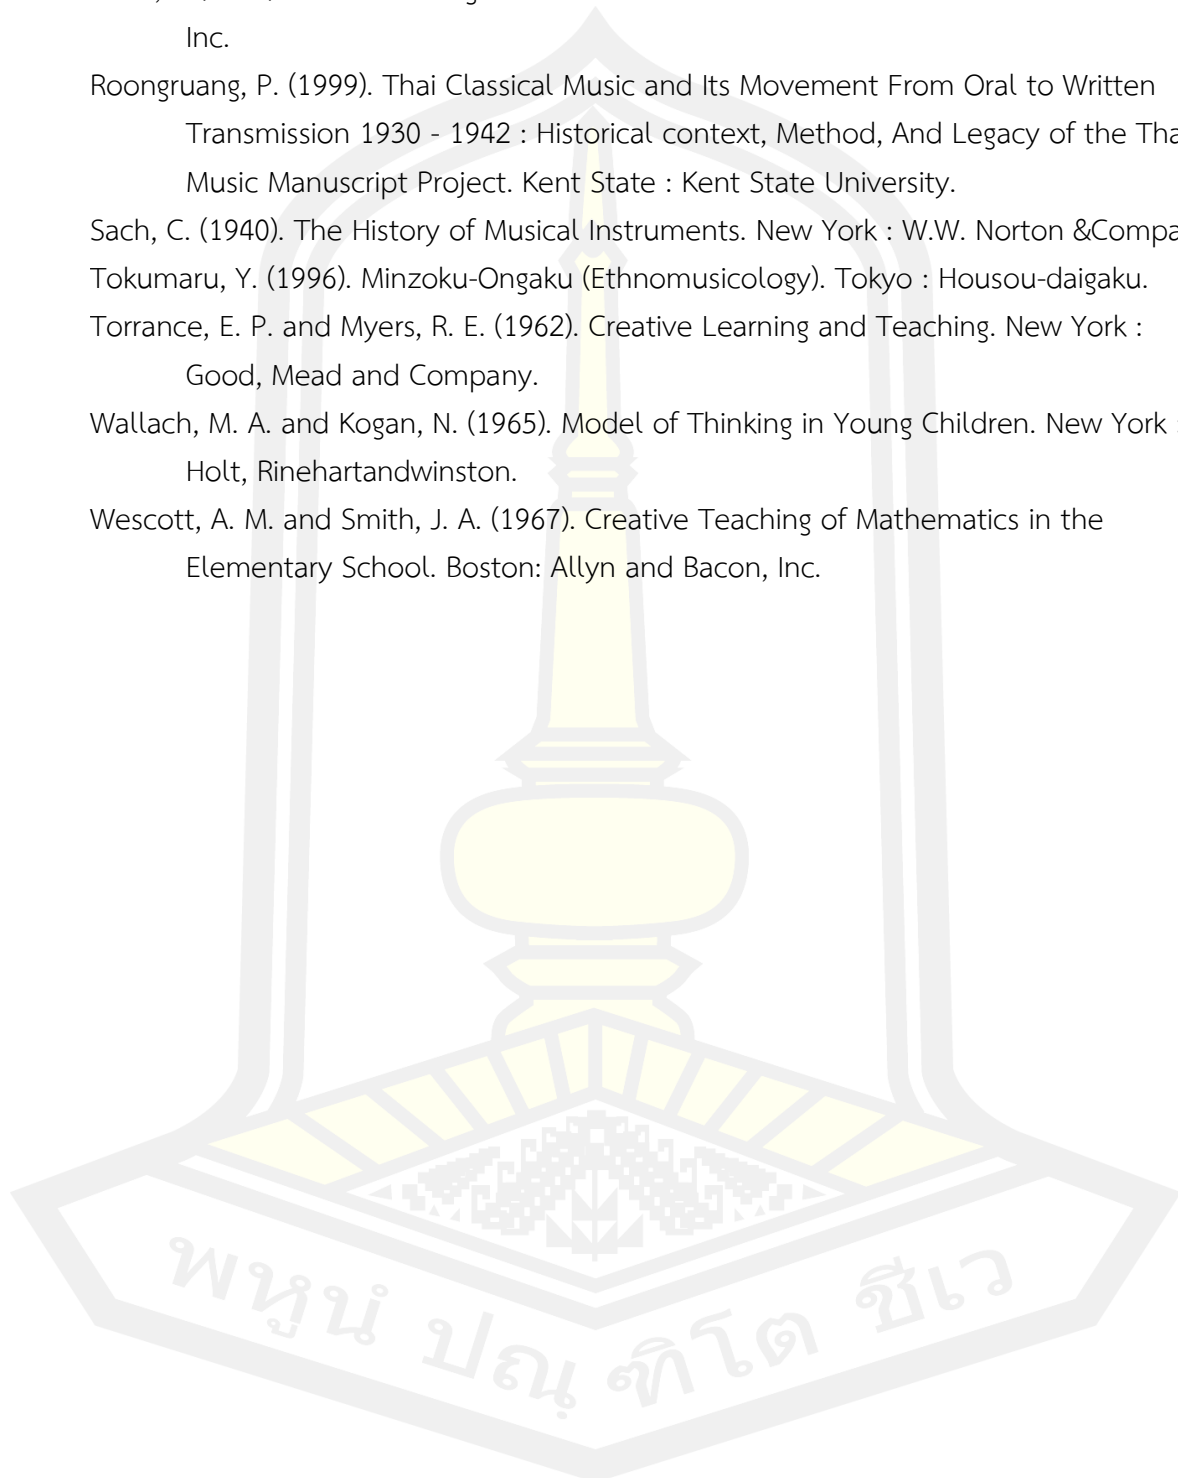 Inc.
Roongruang, P. (1999). Thai Classical Music and Its Movement From Oral to Written
Transmission 1930 - 1942 : Historical context, Method, And Legacy of the
Music Manuscript Project. Kent State : Kent State University.
Sach, C. (1940). The History of Musical Instruments. New York : W.W. Norton
Tokumaru, Y. (1996). Minzoku-Ongaku (Ethnomusicology). Tokyo : Housou-daigaku.
Torrance, E. P. and Myers, R. E. (1962). Creative Learning and Teaching. New York :
Good, Mead and Company.
Wallach, M. A. and Kogan, N. (1965). Model of Thinking in Young Children. New York :
Holt, Rinehartandwinston.
Wescott, A. M. and Smith, J. A. (1967). Creative Teaching of Mathematics in the
Elementary School. Boston: Allyn and Bacon, Inc.
พหูนํ ปณฺฑิโต ชีเว